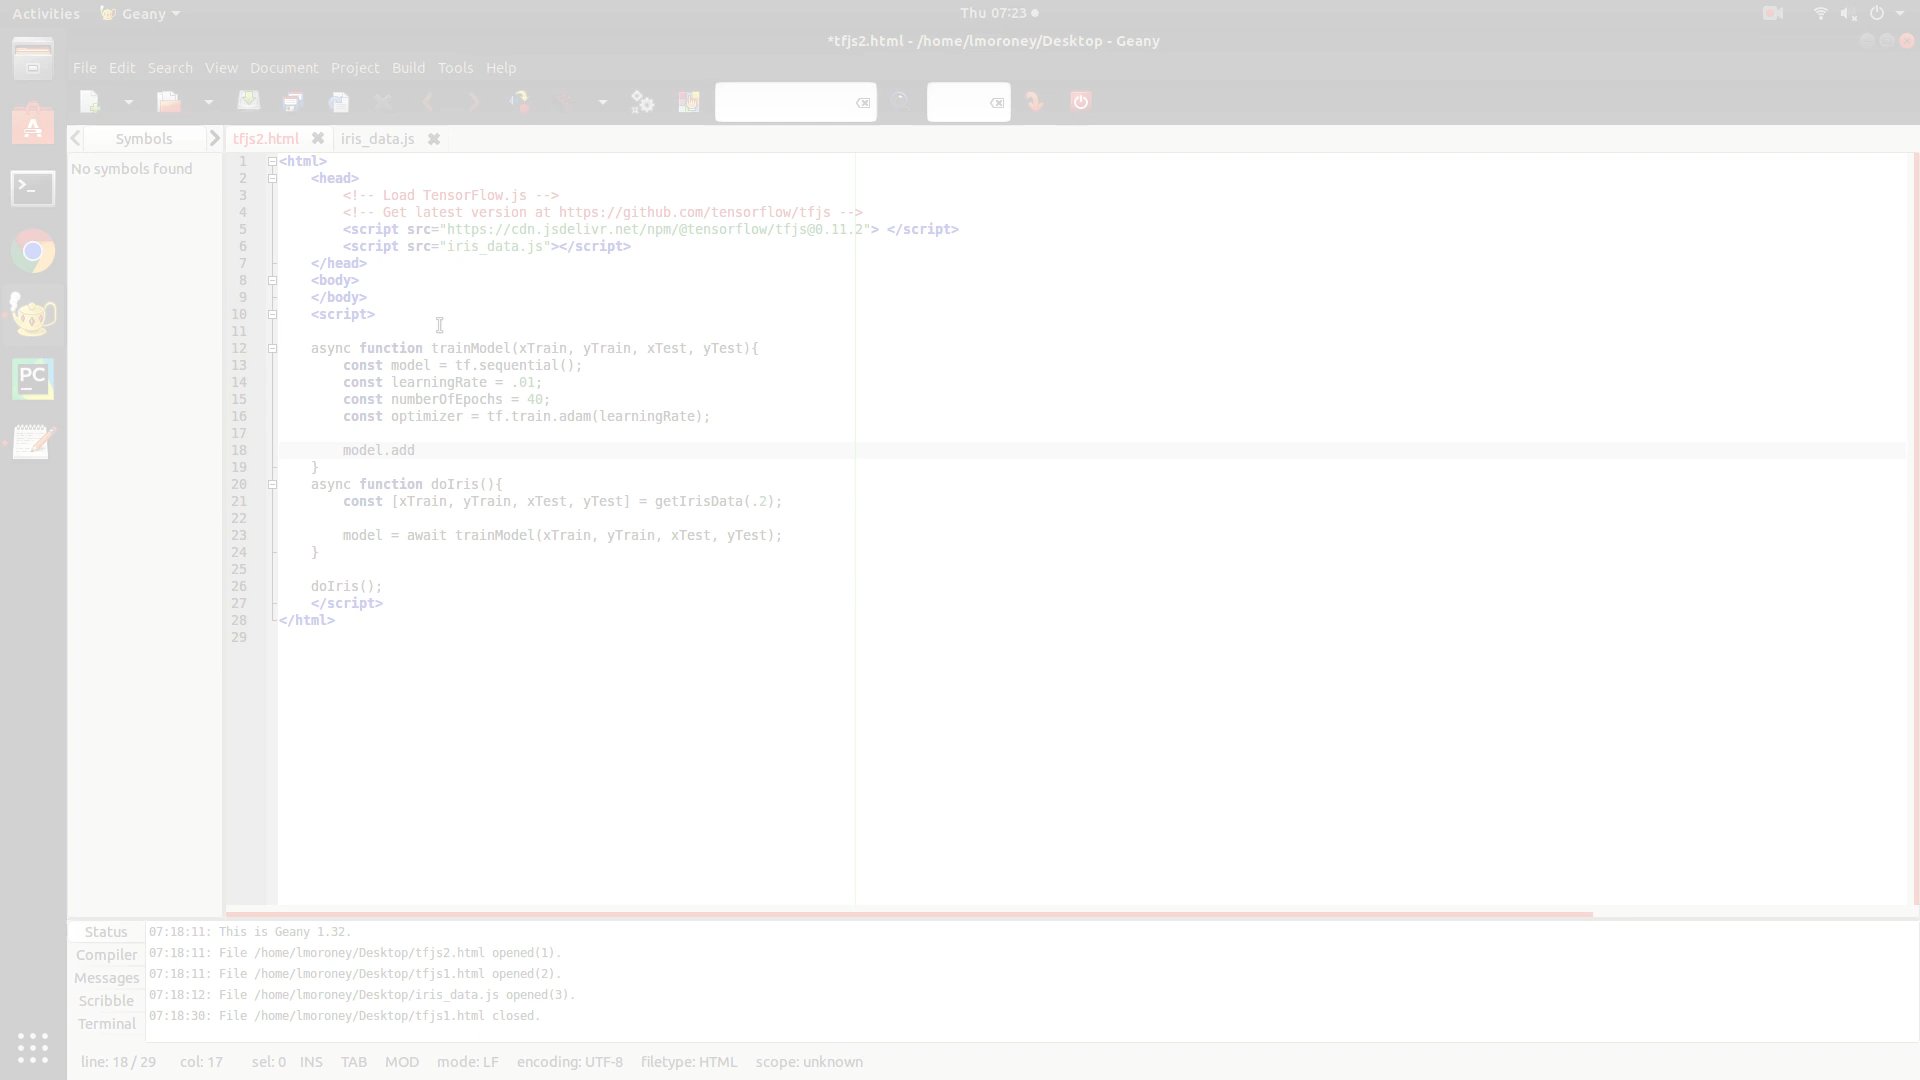 Activities Geany Thu 07:23
*tfjs2.html - /home/lmoroney/Desktop - Geany
File Edit Search View Document Project Build Tools Help
Symbols tfjs2.html iris_data.js
No symbols found
1 <html>
2 <head>
3 <!-- Load TensorFlow.js -->
4 <!-- Get latest version at https://github.com/tensorflow/tfjs -->
5 <script src="https://cdn.jsdelivr.net/npm/@tensorflow/tfjs@0.11.2"> </script>
6 <script src="iris_data.js"></script>
7 </head>
8 <body>
9 </body>
10 <script>
11
12 async function trainModel(xTrain, yTrain, xTest, yTest){
13 const model = tf.sequential();
14 const learningRate = .01;
15 const numberOfEpochs = 40;
16 const optimizer = tf.train.adam(learningRate);
17
18 model.add
19 }
20 async function doIris(){
21 const [xTrain, yTrain, xTest, yTest] = getIrisData(.2);
22
23 model = await trainModel(xTrain, yTrain, xTest, yTest);
24 }
25
26 doIris();
27 </script>
28 </html>
29
PC
Status
Compiler
Messages
Scribble
Terminal
07:18:11: This is Geany 1.32.
07:18:11: File /home/lmoroney/Desktop/tfjs2.html opened(1).
07:18:11: File /home/lmoroney/Desktop/tfjs1.html opened(2).
07:18:12: File /home/lmoroney/Desktop/iris_data.js opened(3).
07:18:30: File /home/lmoroney/Desktop/tfjs1.html closed.
line: 18 / 29 col: 17 sel: 0 INS TAB MOD mode: LF encoding: UTF-8 filetype: HTML scope: unknown